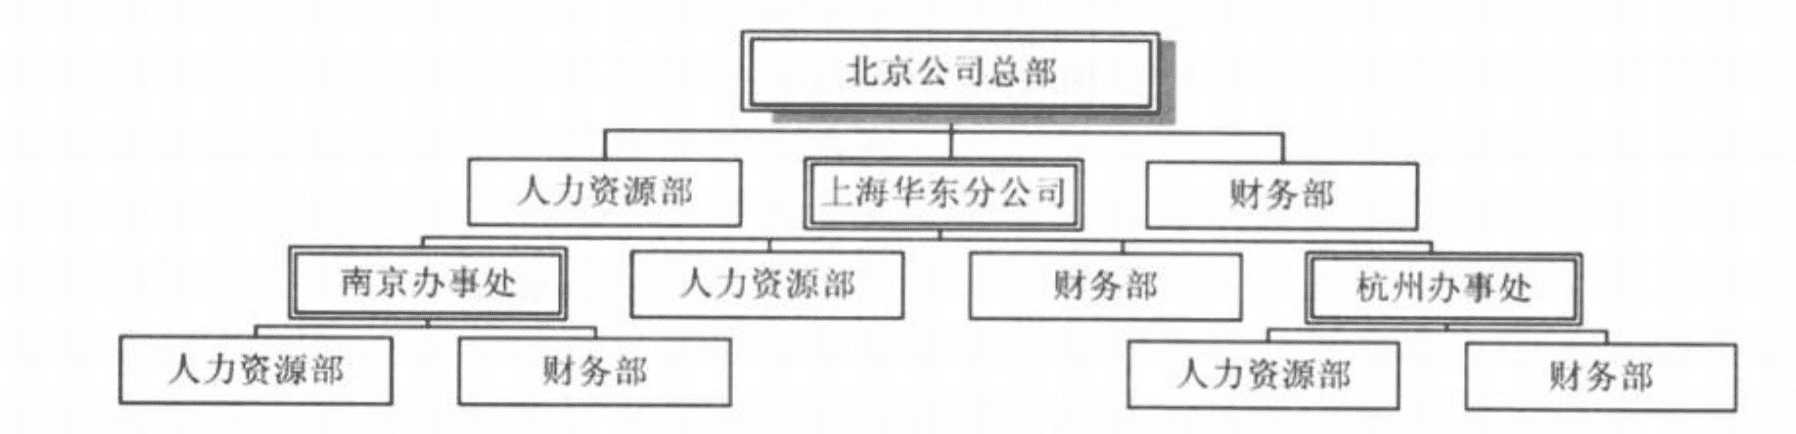 北京公司总部
人力资源部
上海华东分公司
财务部
南京办事处
人力资源部
财务部
杭州办事处
人力资源部
财务部
人力资源部
财务部